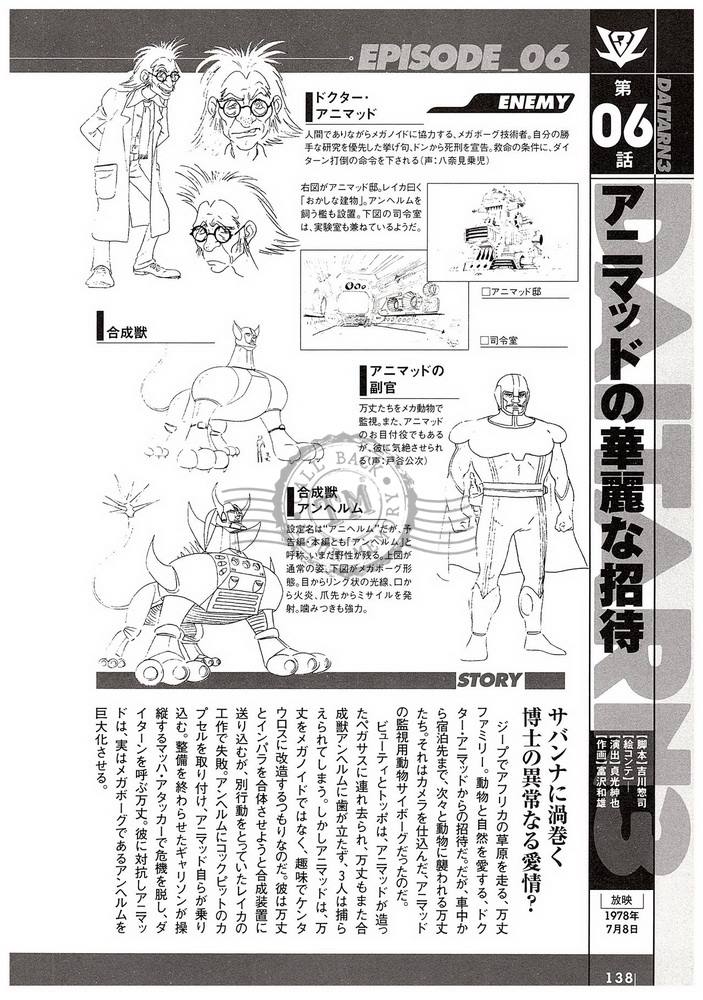 EPISODE_06
DAITARN3
第
06
話
アニマッドの華麗な招待
DAITARN3
【脚本】吉川惣司
【絵コンテ】―
【演出】貞光紳也
【作画】富沢和雄
放映
1978年
7月8日
ENEMY
ドクター・
アニマッド
人間でありながらメガノイドに協力する、メガボーグ技術者。自分の勝
手な研究を優先した挙げ句、ドンから死刑を宣告。救命の条件に、ダイ
ターン打倒の命令を下される（声：八奈見乗児）
右図がアニマッド邸。レイカ曰く
「おかしな建物」。アンヘルムを
飼う檻も設置。下図の司令室
は、実験室も兼ねているようだ。
□アニマッド邸
□司令室
合成獣
アニマッドの
副官
万丈たちをメカ動物で
監視。また、アニマッド
のお目付役でもある
が、彼に気絶させられ
る（声：戸谷公次）
合成獣
アンヘルム
設定名は“アニヘルム”だが、予
告編・本編とも「アンヘルム」と
呼称。いまだ野性が残る。上図が
通常の姿、下図がメガボーグ形
態。目からリング状の光線、口か
ら火炎、爪先からミサイルを発
射。噛みつきも強力。
TM
STORY
サバンナに渦巻く
博士の異常なる愛情?
ジープでアフリカの草原を走る、万丈
ファミリー。動物と自然を愛する、ドク
ター・アニマッドからの招待だ。だが、車中か
ら宿泊先まで、次々と動物に襲われる万丈
たち。それはカメラを仕込んだ、アニマッド
の監視用動物サイボーグだったのだ。
ビューティとトッポは、アニマッドが造っ
たペガサスに連れ去られ、万丈もまた合
成獣アンヘルムに歯が立たず、3人は捕ら
えられてしまう。しかしアニマッドは、万
丈をメガノイドではなく、趣味でケンタ
ウロスに改造するつもりなのだ。彼は万丈
とインパラを合体させようと合成装置に
送り込むが、別行動をとっていたレイカの
工作で失敗。アンヘルムにコックピットのカ
プセルを取り付け、アニマッド自らが乗り
込む。整備を終わらせたギャリソンが操
縦するマッハ・アタッカーで危機を脱し、ダ
イターンを呼ぶ万丈。彼に対抗しアニマッ
ドは、実はメガボーグであるアンヘルムを
巨大化させる。
138